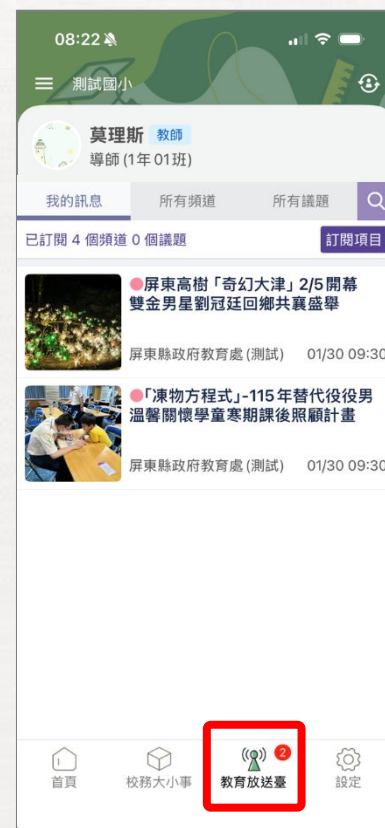 08:22
測試國小
莫理斯 教師
導師 (1年 01班)
我的訊息 所有頻道 所有議題
已訂閱 4 個頻道 0 個議題 訂閱項目
屏東高樹「奇幻大津」2/5 開幕
雙金男星劉冠廷回鄉共襄盛舉
屏東縣政府教育處 (測試) 01/30 09:30
「凍物方程式」-115 年替代役役男
溫馨關懷學童寒期課後照顧計畫
屏東縣政府教育處 (測試) 01/30 09:30
2
首頁 校務大小事 教育放送臺 設定